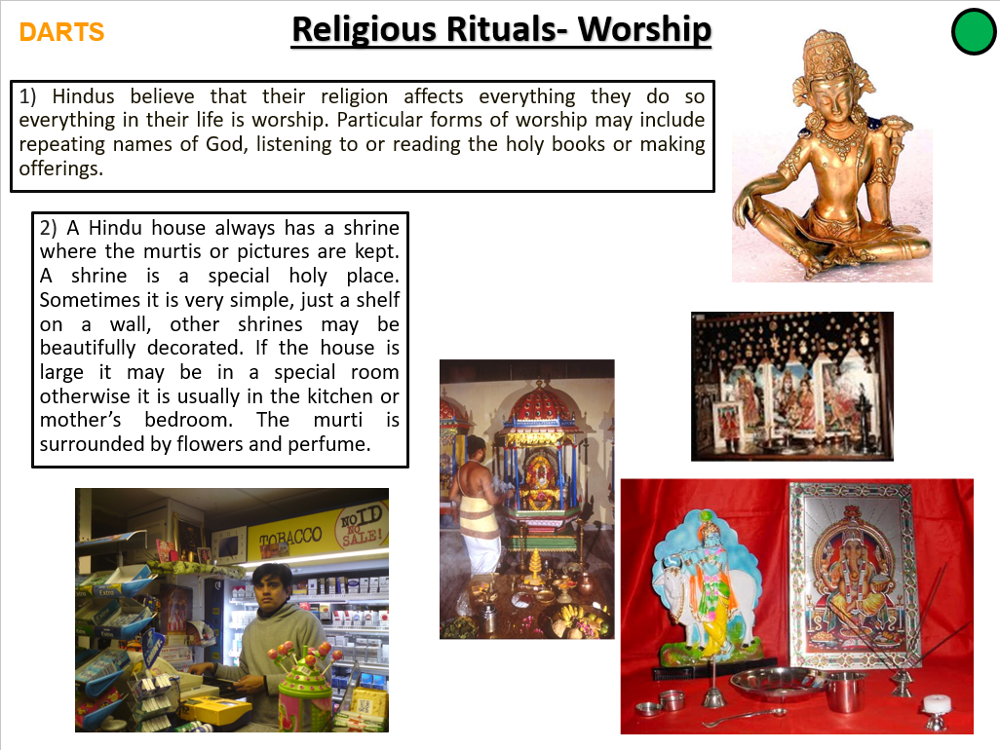 DARTS
Religious Rituals- Worship
1) Hindus believe that their religion affects everything they do so
everything in their life is worship. Particular forms of worship may include
repeating names of God, listening to or reading the holy books or making
offerings.
2) A Hindu house always has a shrine
where the murtis or pictures are kept.
A shrine is a special holy place.
Sometimes it is very simple, just a shelf
on a wall, other shrines may be
beautifully decorated. If the house is
large it may be in a special room
otherwise it is usually in the kitchen or
mother’s bedroom. The murti is
surrounded by flowers and perfume.
TOBACCO
NO ID
NO
SALE!
Extra
Extra